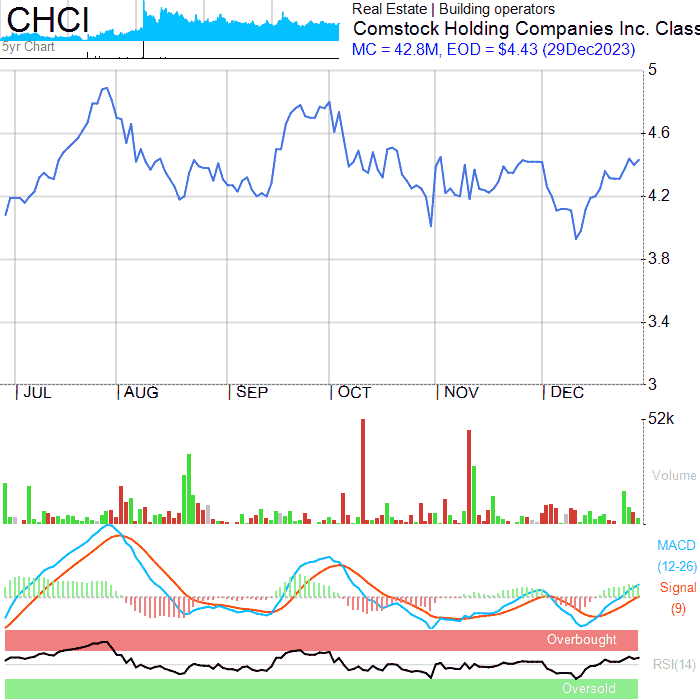 CHCI
5yr Chart
Real Estate | Building operators
Comstock Holding Companies Inc. Class
MC = 42.8M, EOD = $4.43 (29Dec2023)
5
4.6
4.2
3.8
3.4
3
JUL AUG SEP OCT NOV DEC
52k
Volume
MACD
(12-26)
Signal
(9)
Overbought
RSI(14)
Oversold